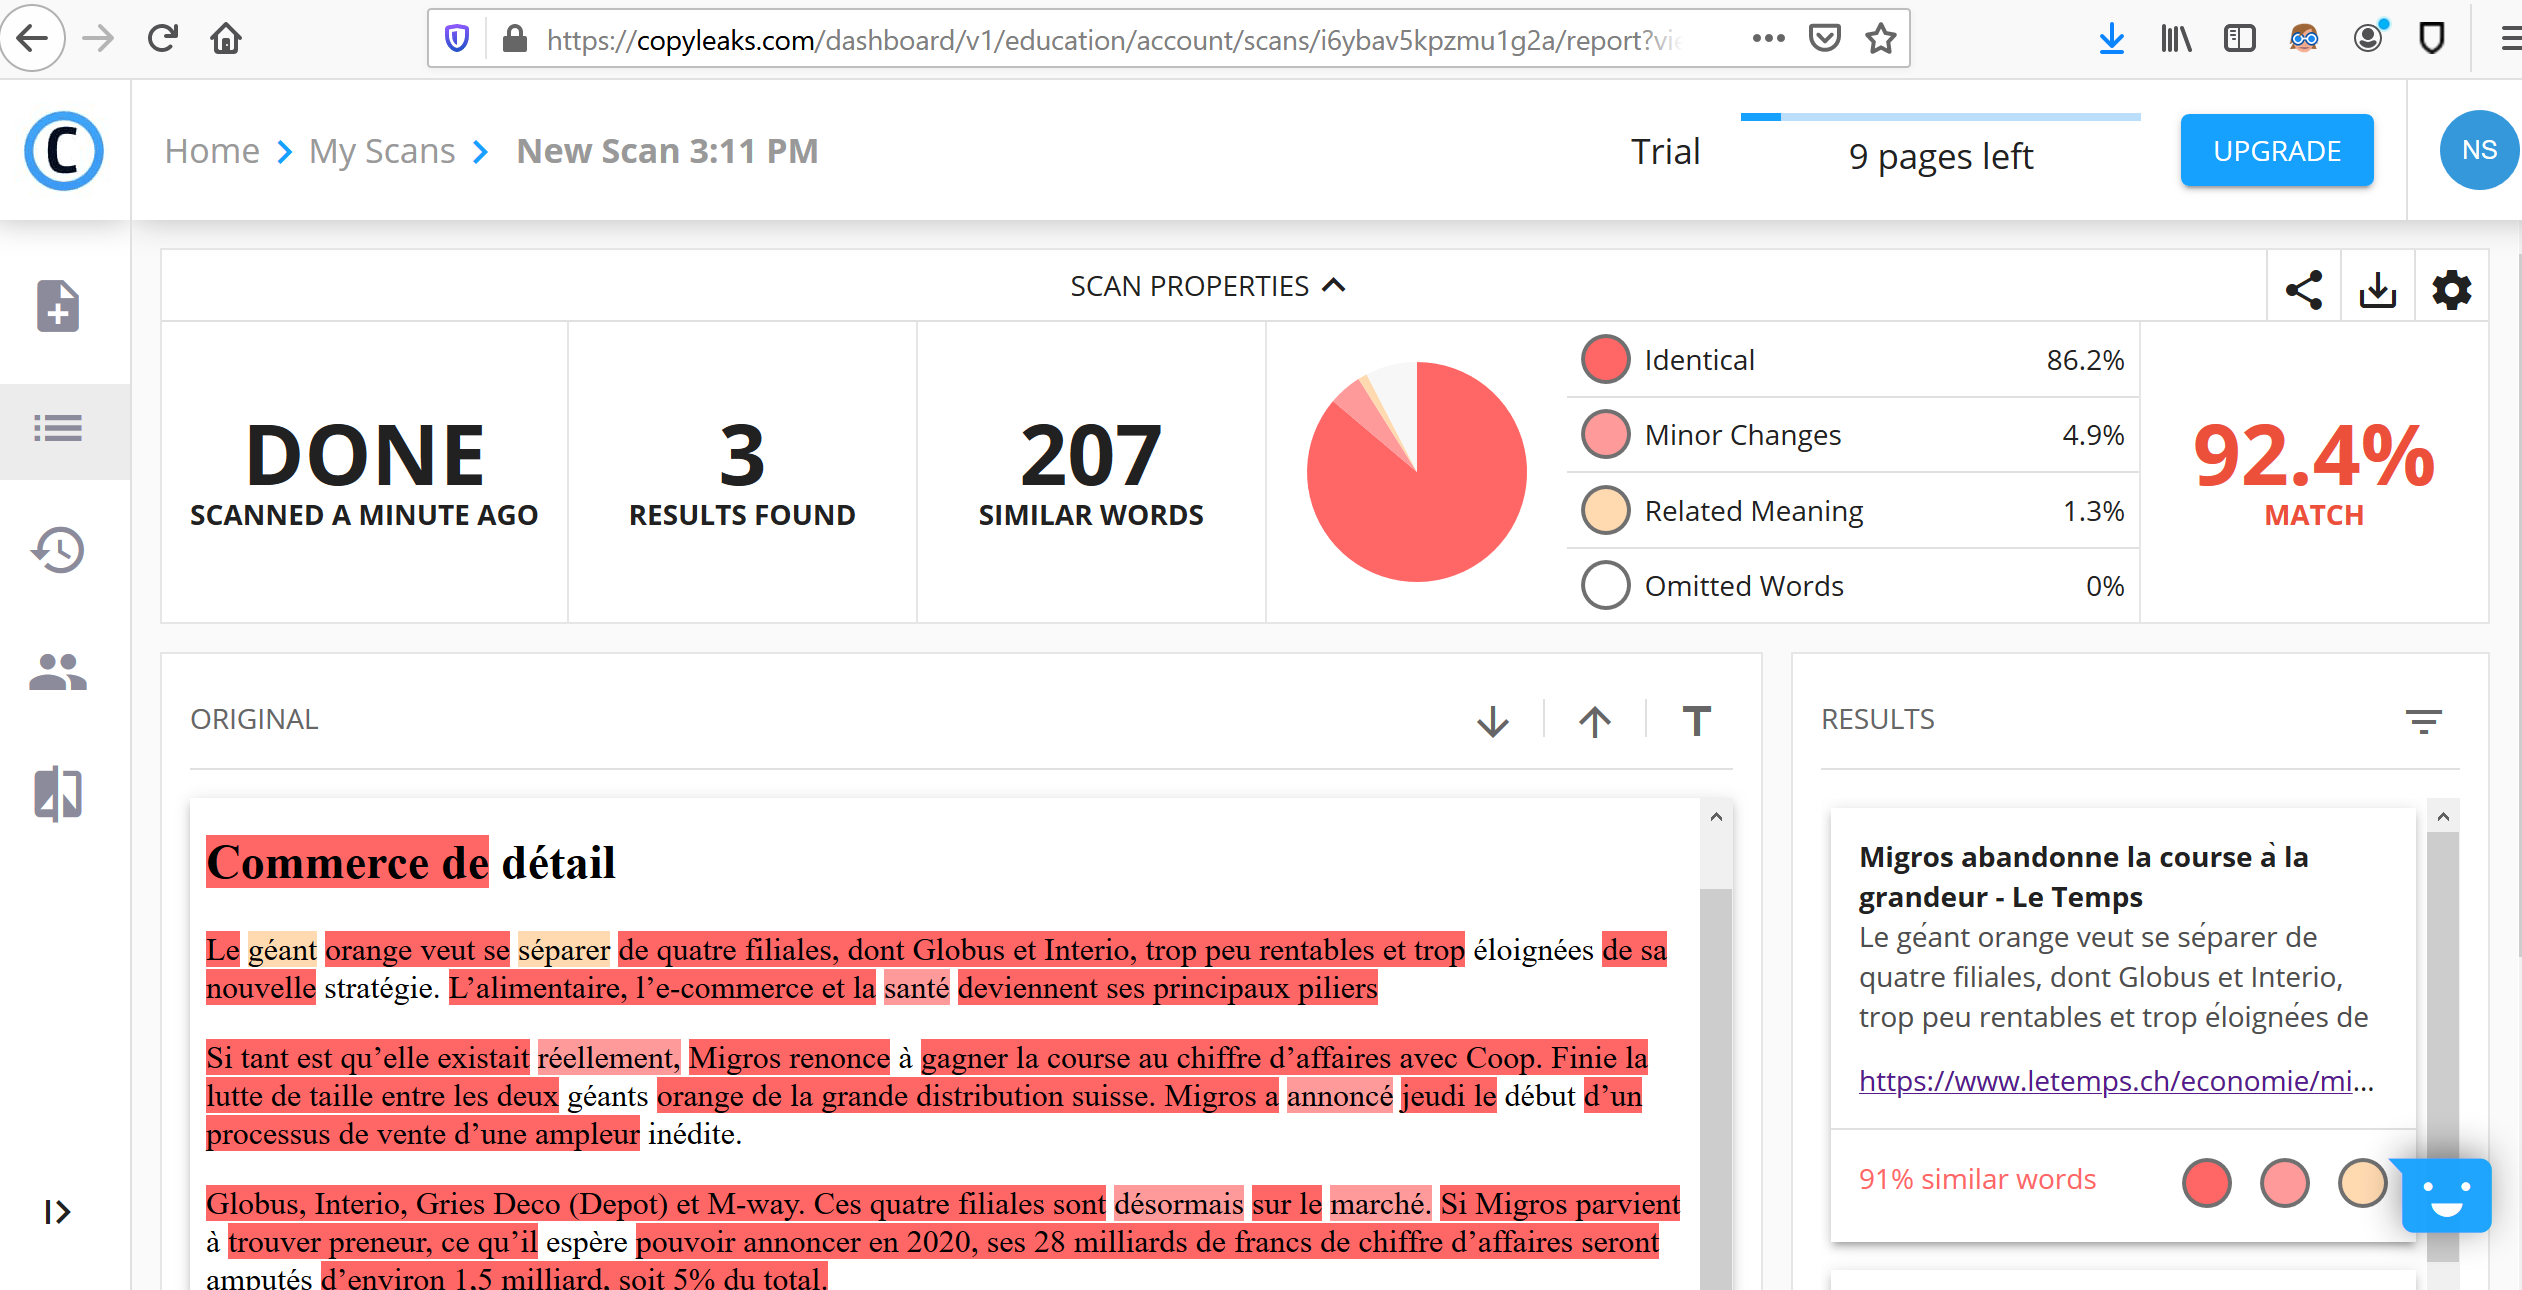 https://copyleaks.com/dashboard/v1/education/account/scans/i6ybav5kpzmu1g2a/report?vie
C
Home > My Scans > New Scan 3:11 PM
Trial
9 pages left
UPGRADE
NS
SCAN PROPERTIES
DONE
SCANNED A MINUTE AGO
3
RESULTS FOUND
207
SIMILAR WORDS
Identical 86.2%
Minor Changes 4.9%
Related Meaning 1.3%
Omitted Words 0%
92.4%
MATCH
ORIGINAL
T
Commerce de détail
Le géant orange veut se séparer de quatre filiales, dont Globus et Interio, trop peu rentables et trop éloignées de sa
nouvelle stratégie. L’alimentaire, l’e-commerce et la santé deviennent ses principaux piliers
Si tant est qu’elle existait réellement, Migros renonce à gagner la course au chiffre d’affaires avec Coop. Finie la
lutte de taille entre les deux géants orange de la grande distribution suisse. Migros a annoncé jeudi le début d’un
processus de vente d’une ampleur inédite.
Globus, Interio, Gries Deco (Depot) et M-way. Ces quatre filiales sont désormais sur le marché. Si Migros parvient
à trouver preneur, ce qu’il espère pouvoir annoncer en 2020, ses 28 milliards de francs de chiffre d’affaires seront
amputés d’environ 1,5 milliard, soit 5% du total.
RESULTS
Migros abandonne la course à la
grandeur - Le Temps
Le géant orange veut se séparer de
quatre filiales, dont Globus et Interio,
trop peu rentables et trop éloignées de
https://www.letemps.ch/economie/mi...
91% similar words